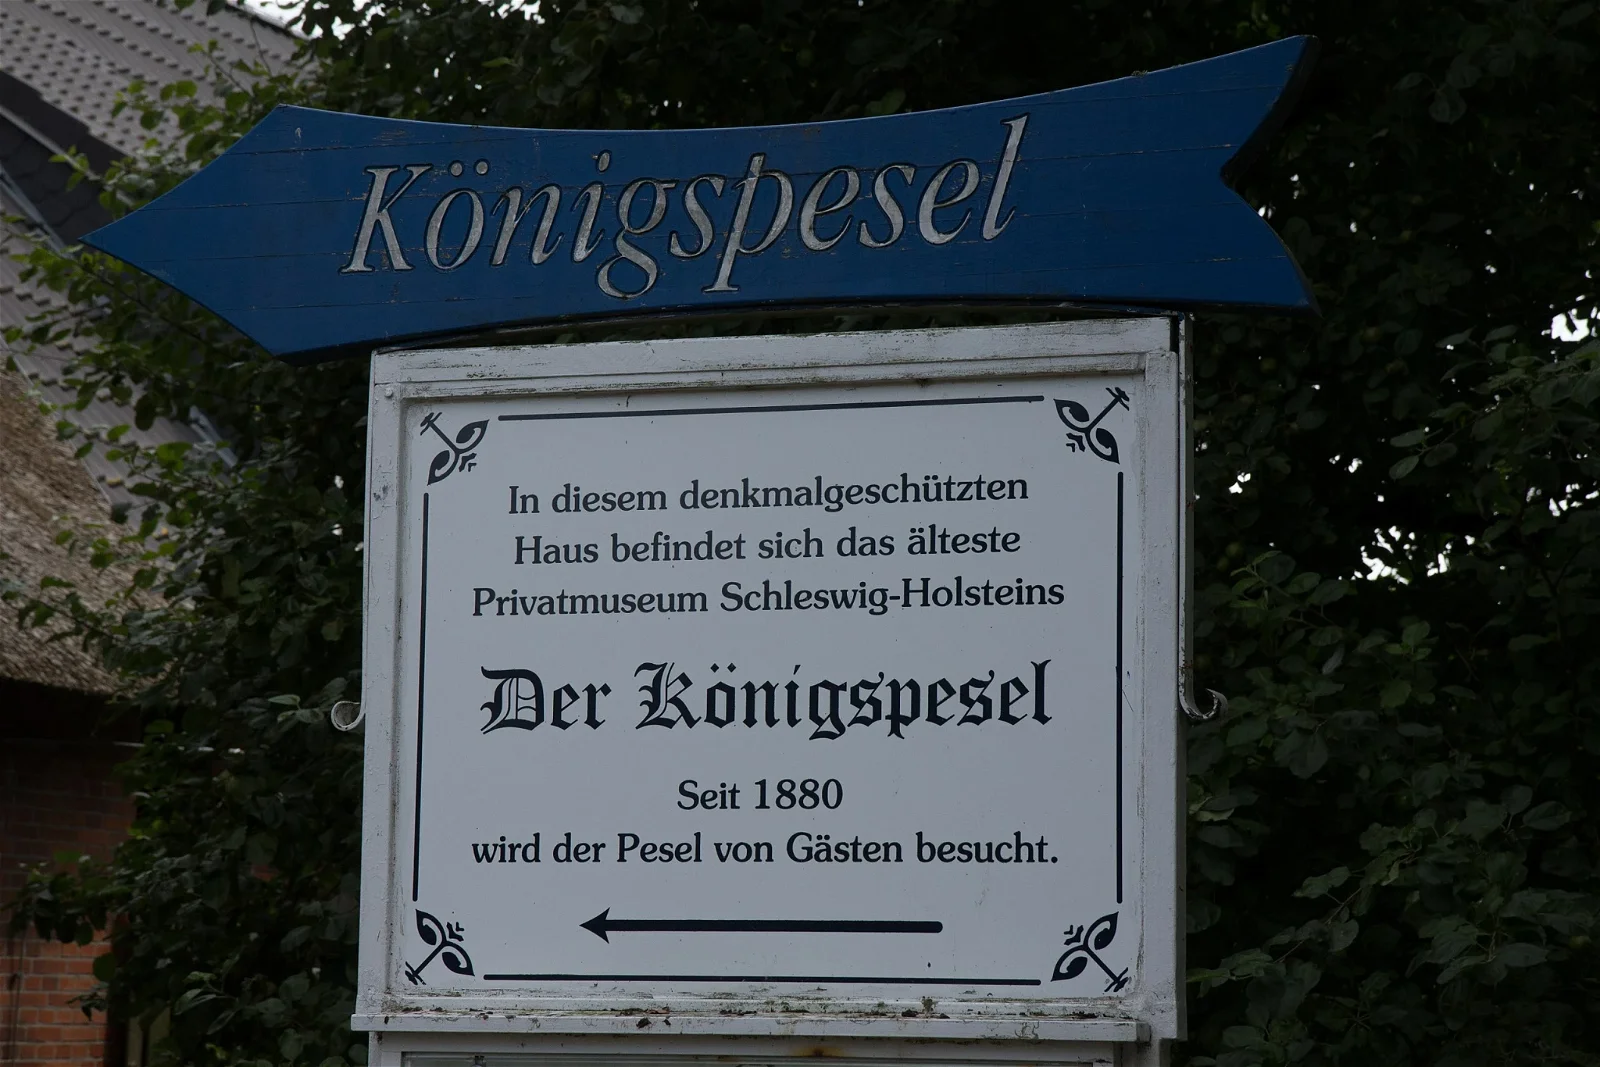 Königspesel
In diesem denkmalgeschützten
Haus befindet sich das älteste
Privatmuseum Schleswig-Holsteins
Der Königspesel
Seit 1880
wird der Pesel von Gästen besucht.